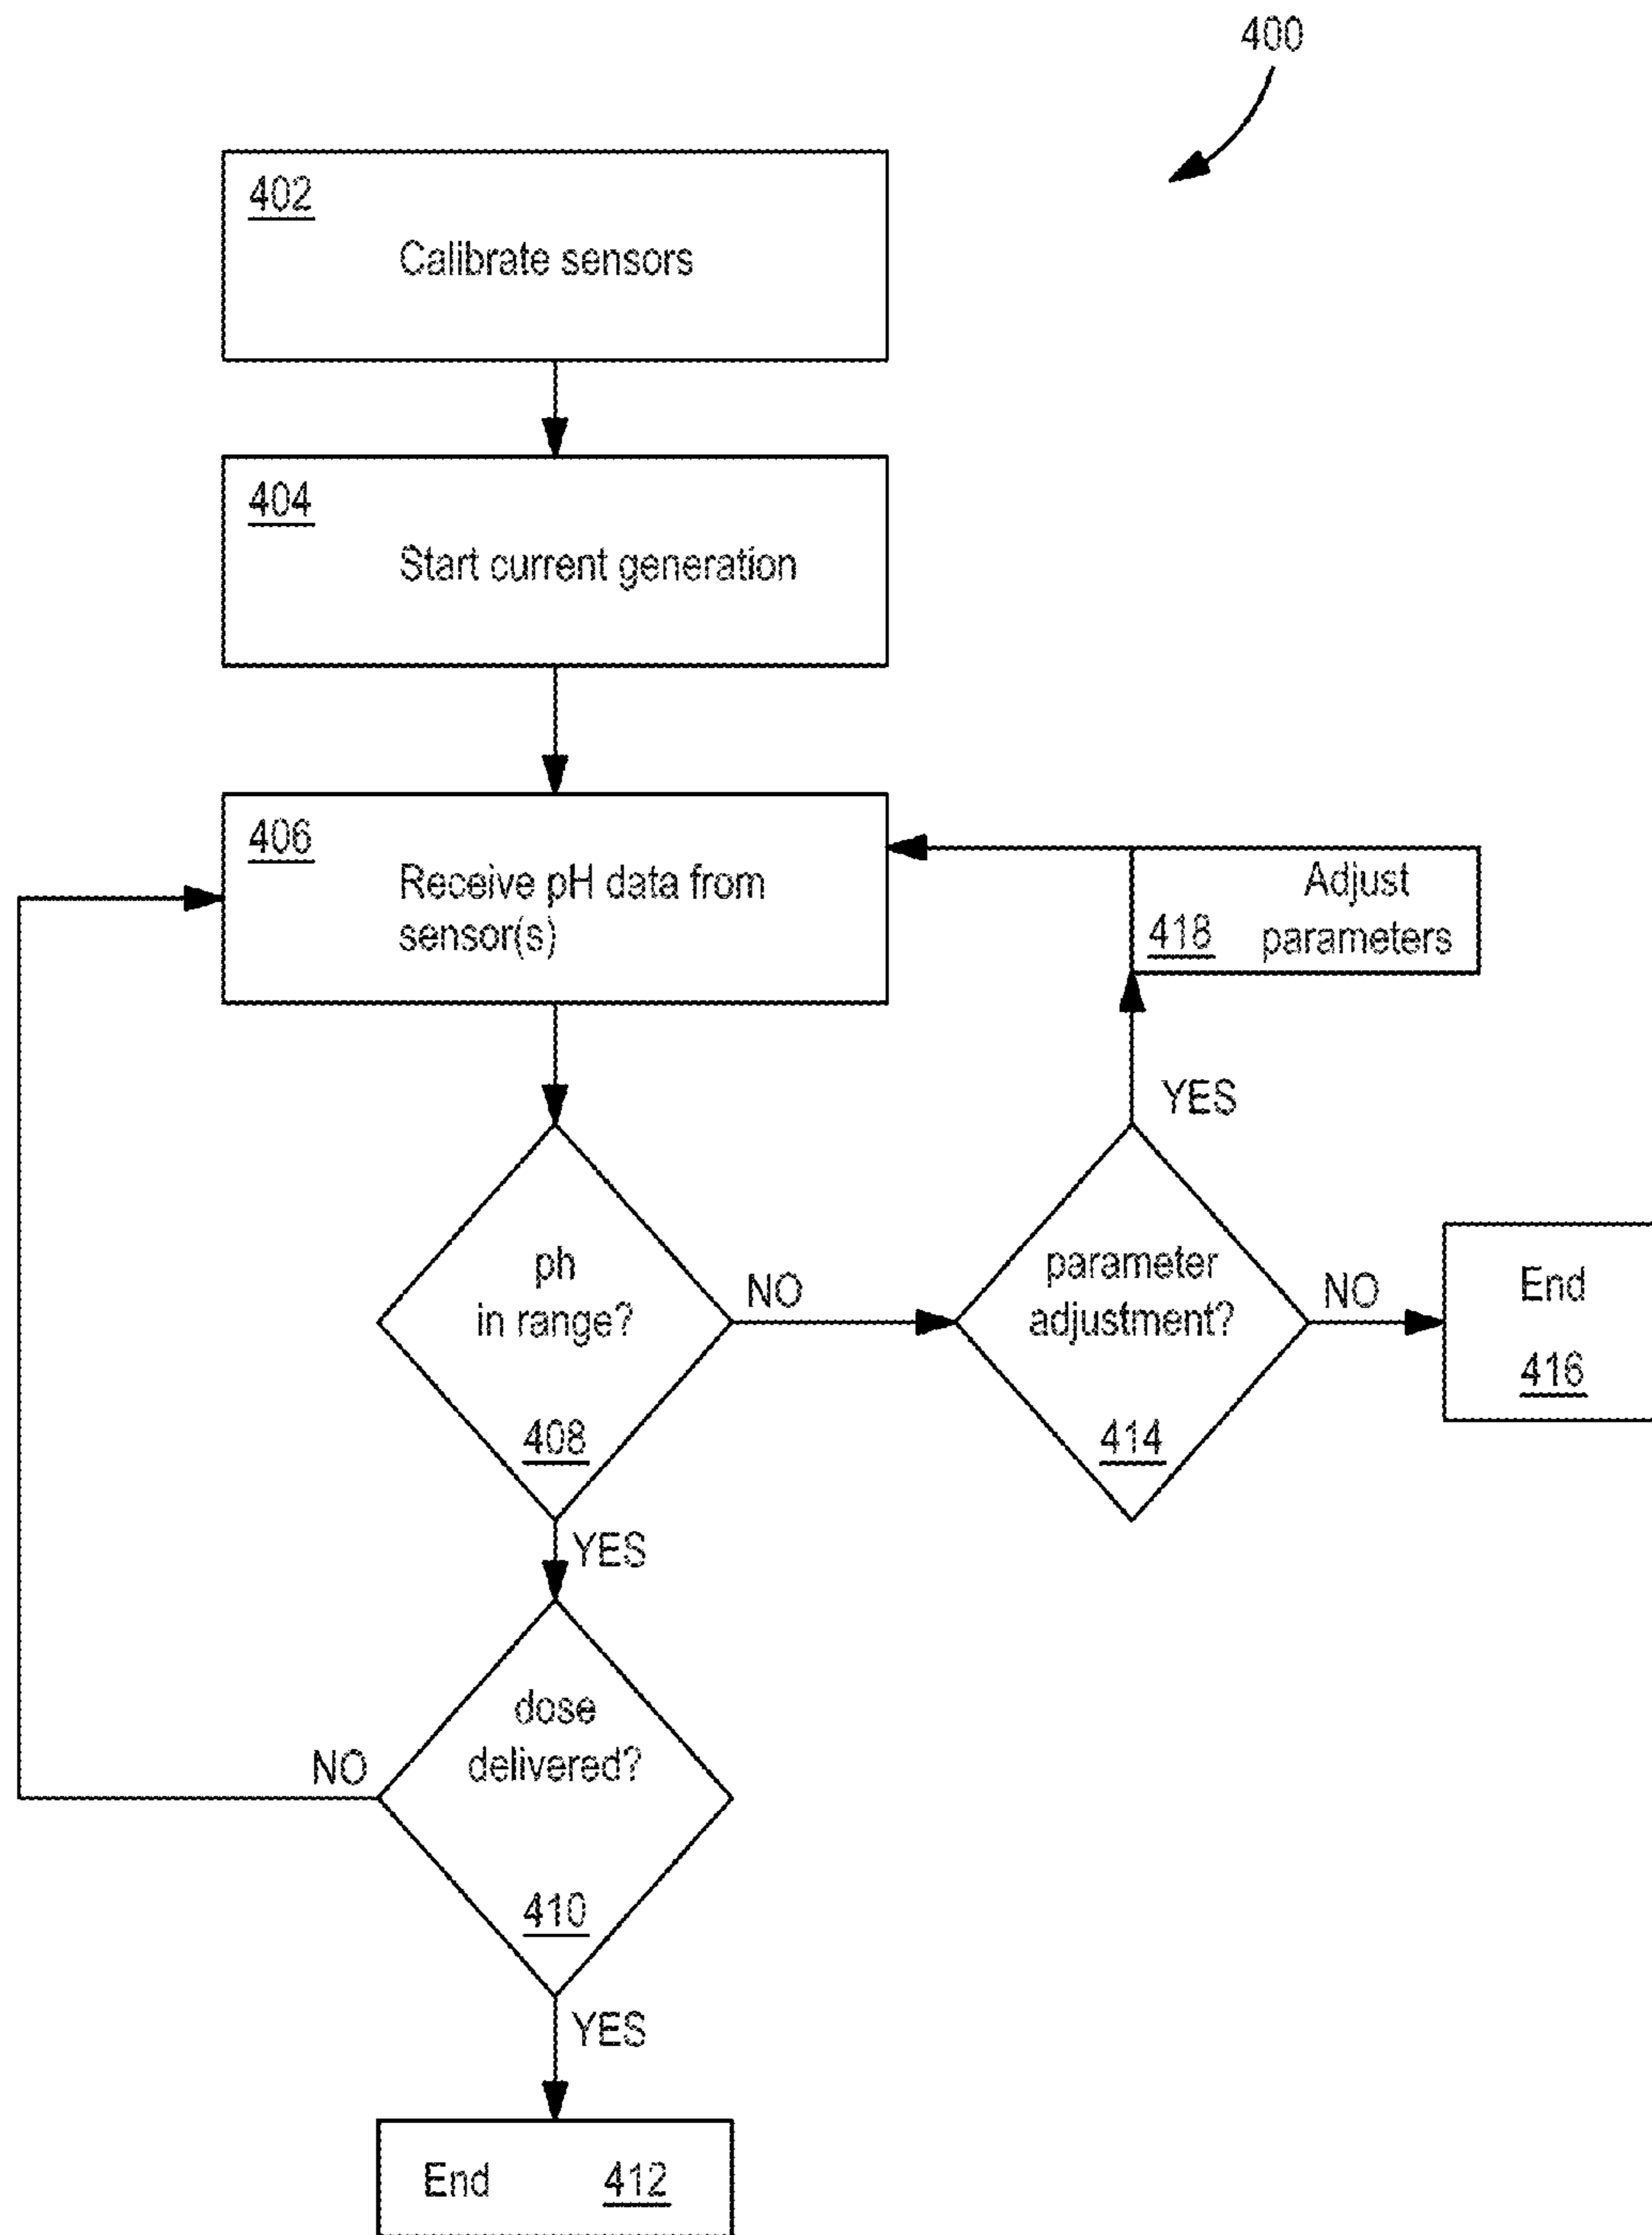 400
402
Calibrate sensors
404
Start current generation
406
Receive pH data from
sensor(s)
Adjust
418 parameters
YES
ph
in range?
408
NO
parameter
adjustment?
414
NO
End
416
YES
dose
delivered?
410
NO
YES
End 412